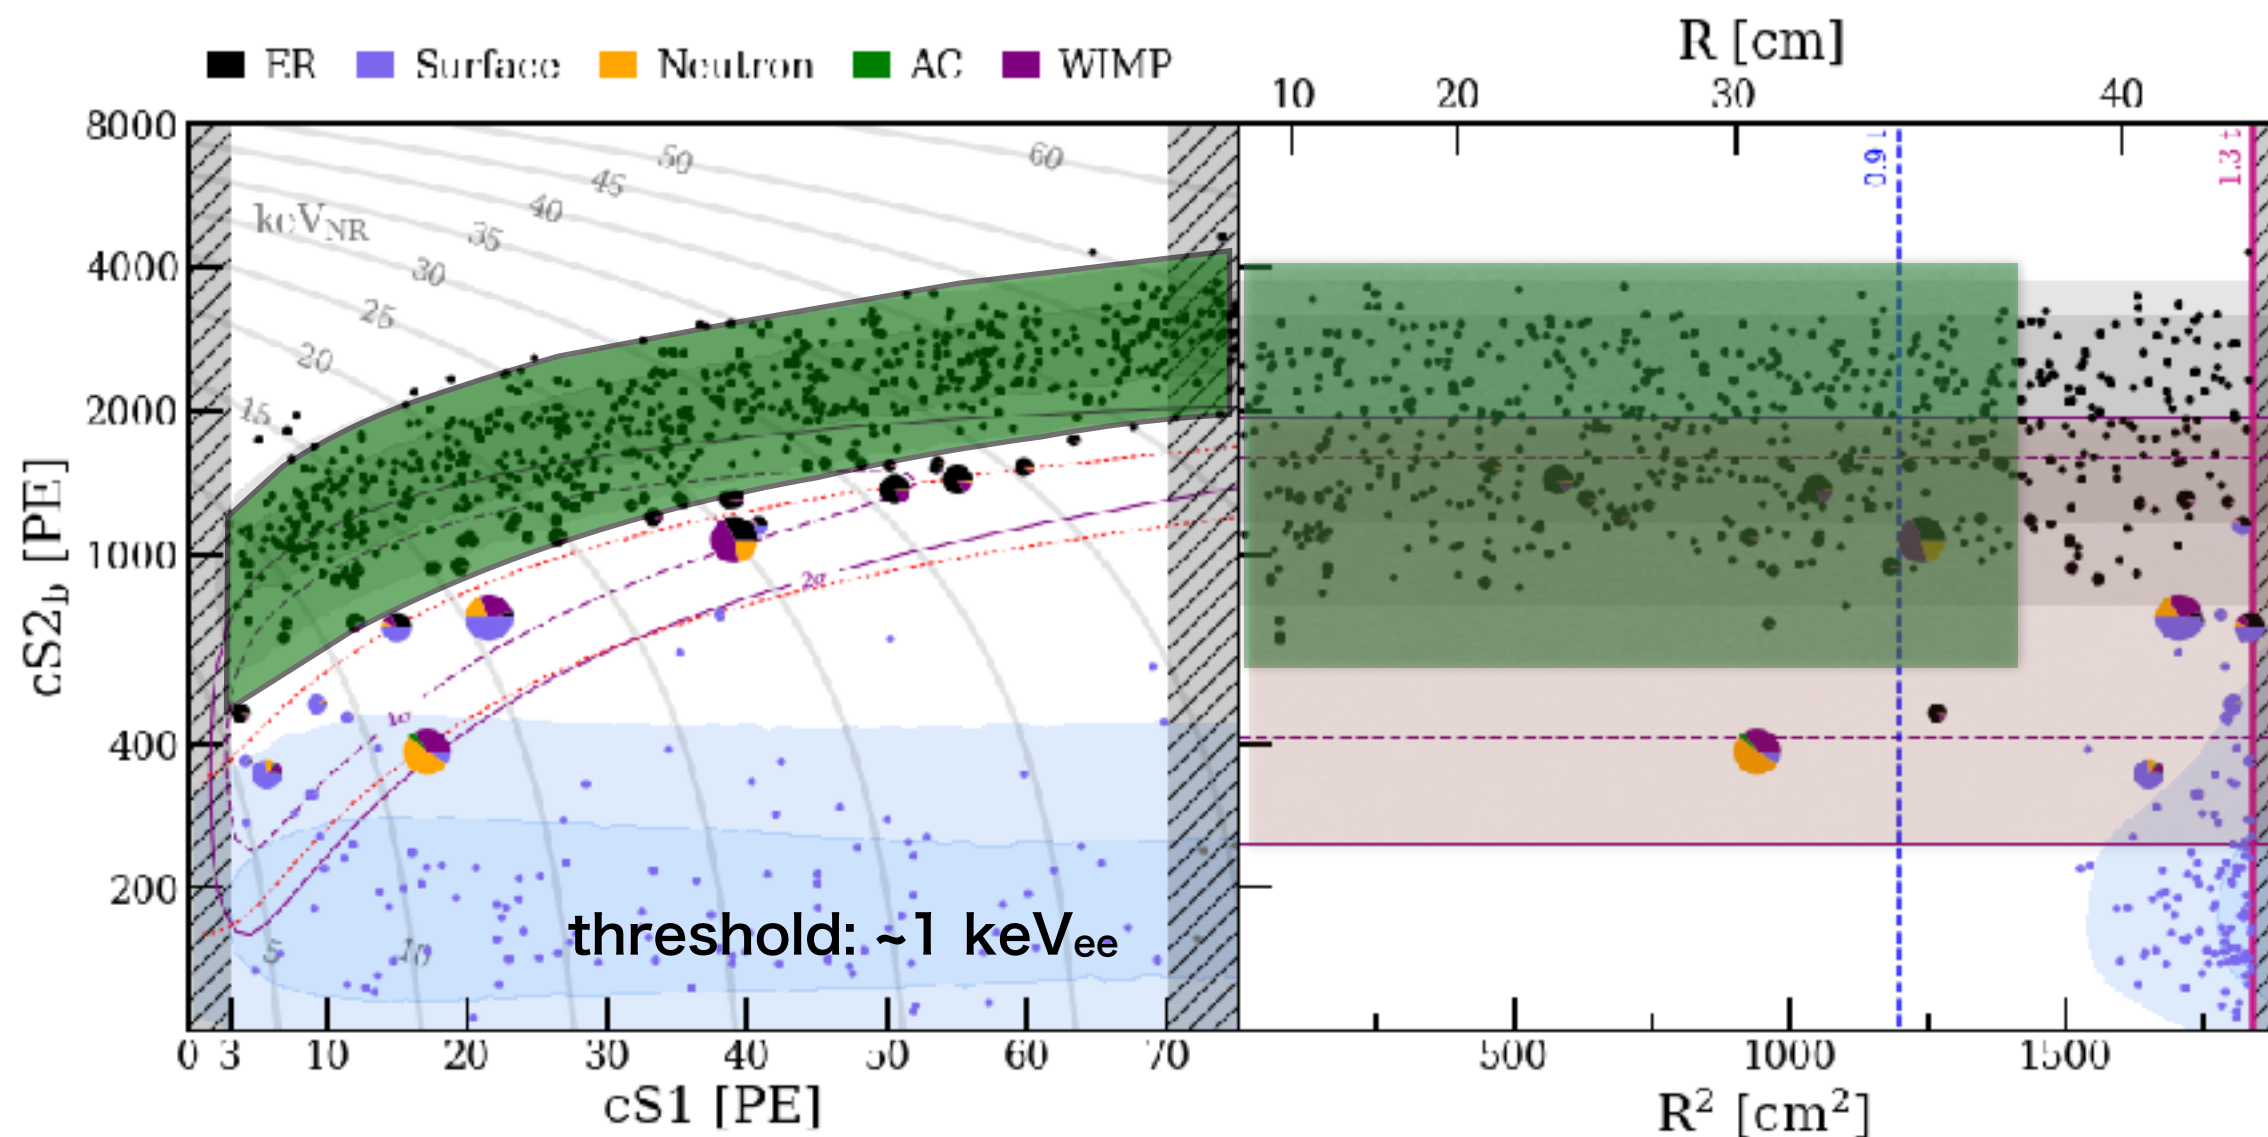 ER Surface Neutron AC WIMP
R [cm]
10 20 30 40
8000
4000
2000
1000
400
200
cS2b [PE]
keVNR
15
20
25
30
35
40
45
50
60
5
10
1σ
2σ
threshold: ~1 keVee
0.9 t
1.3 t
0 3 10 20 30 40 50 60 70
500 1000 1500
cS1 [PE]
R² [cm²]